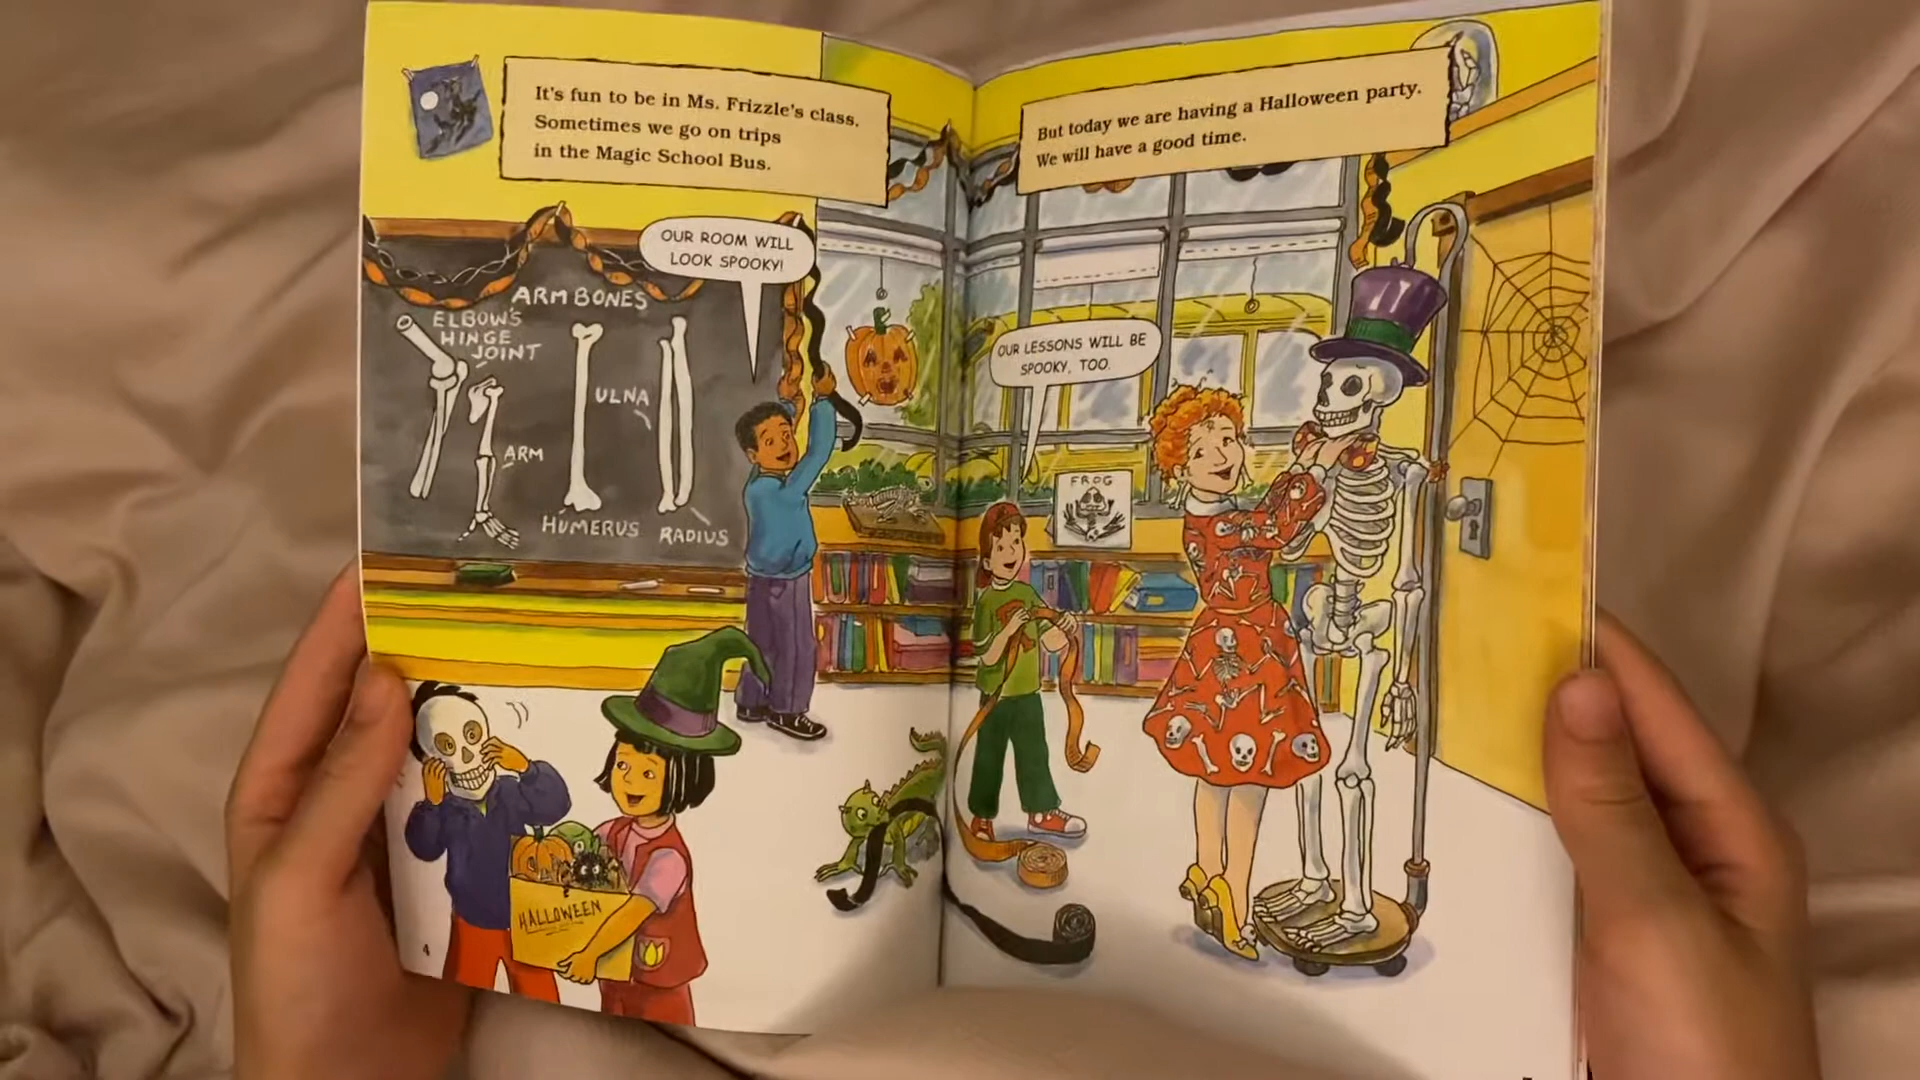 It's fun to be in Ms. Frizzle's class.
Sometimes we go on trips
in the Magic School Bus.
OUR ROOM WILL
LOOK SPOOKY!
ARM BONES
ELBOW'S
HINGE
JOINT
ULNA
ARM
HUMERUS
RADIUS
HALLOWEEN
4
But today we are having a Halloween party.
We will have a good time.
OUR LESSONS WILL BE
SPOOKY, TOO.
FROG